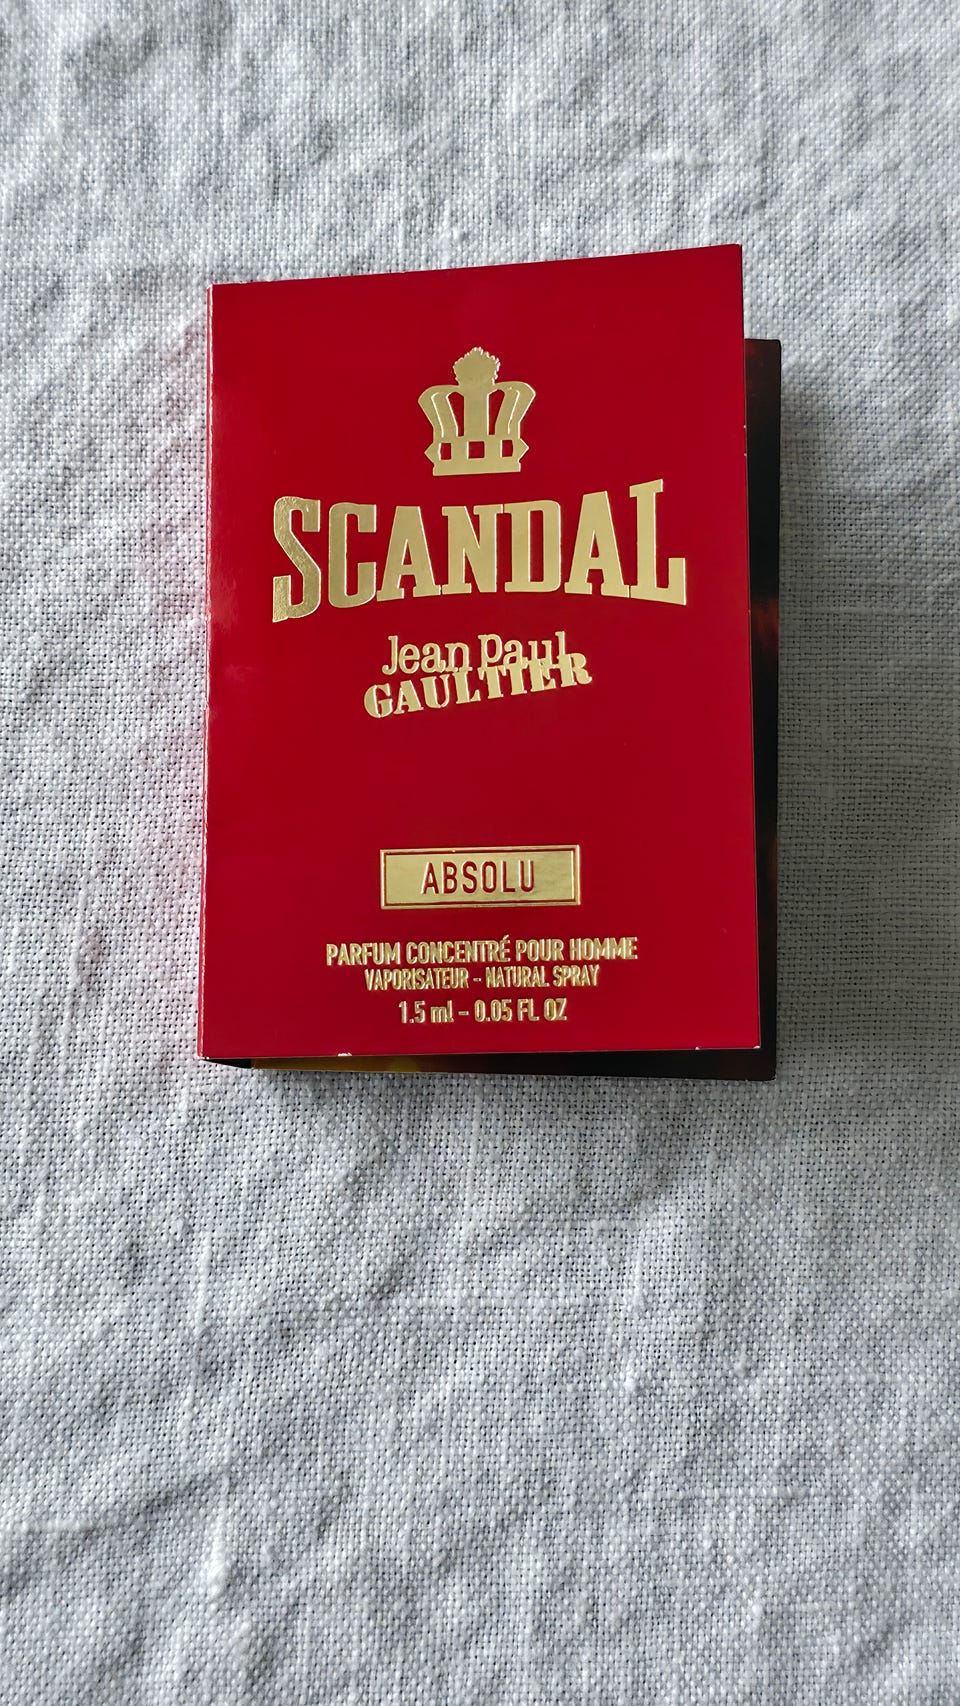 SCANDAL
Jean Paul
GAULTIER
ABSOLU
PARFUM CONCENTRÉ POUR HOMME
VAPORISATEUR - NATURAL SPRAY
1.5 ml - 0.05 FL OZ